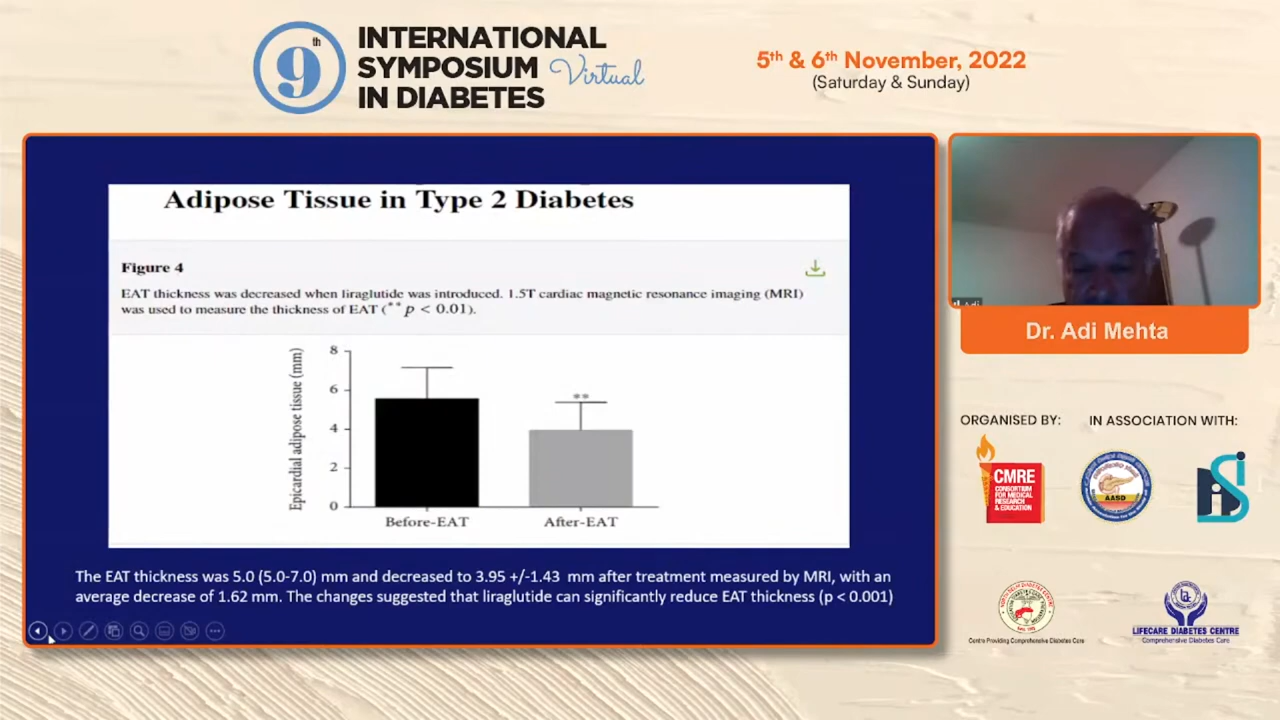 9th
INTERNATIONAL
SYMPOSIUM Virtual
IN DIABETES
5th & 6th November, 2022
(Saturday & Sunday)
Adipose Tissue in Type 2 Diabetes
Figure 4
EAT thickness was decreased when liraglutide was introduced. 1.5T cardiac magnetic resonance imaging (MRI)
was used to measure the thickness of EAT (**p < 0.01).
Epicardial adipose tissue (mm)
8
6
4
2
0
**
Before-EAT
After-EAT
The EAT thickness was 5.0 (5.0-7.0) mm and decreased to 3.95 +/-1.43 mm after treatment measured by MRI, with an
average decrease of 1.62 mm. The changes suggested that liraglutide can significantly reduce EAT thickness (p < 0.001)
Adi
Dr. Adi Mehta
ORGANISED BY:
IN ASSOCIATION WITH:
CMRE
CONSORTIUM
FOR MEDICAL
RESEARCH
& EDUCATION
AASD
Centre Providing Comprehensive Diabetes Care
LIFECARE DIABETES CENTRE
Comprehensive Diabetes Care